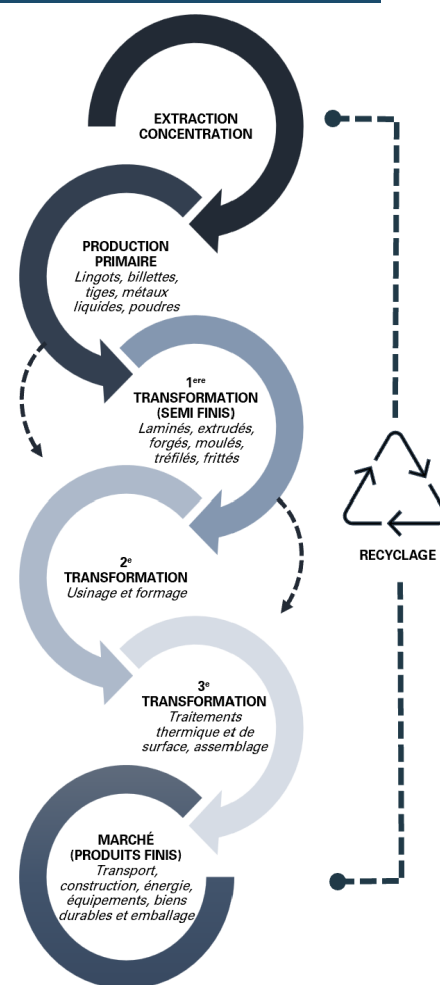 EXTRACTION
CONCENTRATION
PRODUCTION
PRIMAIRE
Lingots, billettes,
tiges, métaux
liquides, poudres
1ere
TRANSFORMATION
(SEMI FINIS)
Laminés, extrudés,
forgés, moulés,
tréfilés, frittés
RECYCLAGE
2e
TRANSFORMATION
Usinage et formage
3e
TRANSFORMATION
Traitements
thermique et de
surface, assemblage
MARCHÉ
(PRODUITS FINIS)
Transport,
construction, énergie,
équipements, biens
durables et emballage